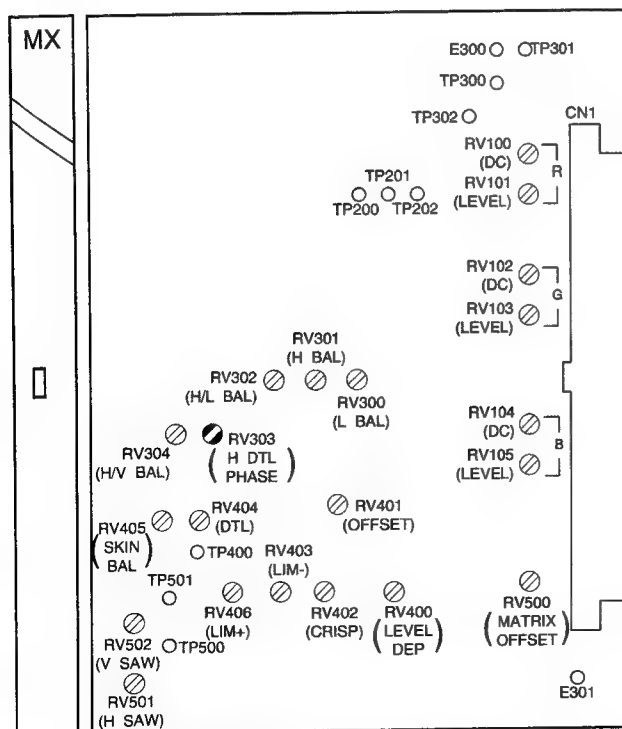 MX
E300
TP301
TP300
TP302
CN1
RV100
(DC)
R
RV101
(LEVEL)
TP201
TP200
TP202
RV102
(DC)
G
RV103
(LEVEL)
RV301
(H BAL)
RV302
(H/L BAL)
RV300
(L BAL)
RV104
(DC)
B
RV105
(LEVEL)
RV304
(H/V BAL)
RV303
(H DTL
PHASE)
RV404
(DTL)
RV401
(OFFSET)
RV405
(SKIN
BAL)
TP400
RV403
(LIM-)
TP501
RV406
(LIM+)
RV402
(CRISP)
RV400
(LEVEL
DEP)
RV500
(MATRIX
OFFSET)
RV502
(V SAW)
TP500
RV501
(H SAW)
E301